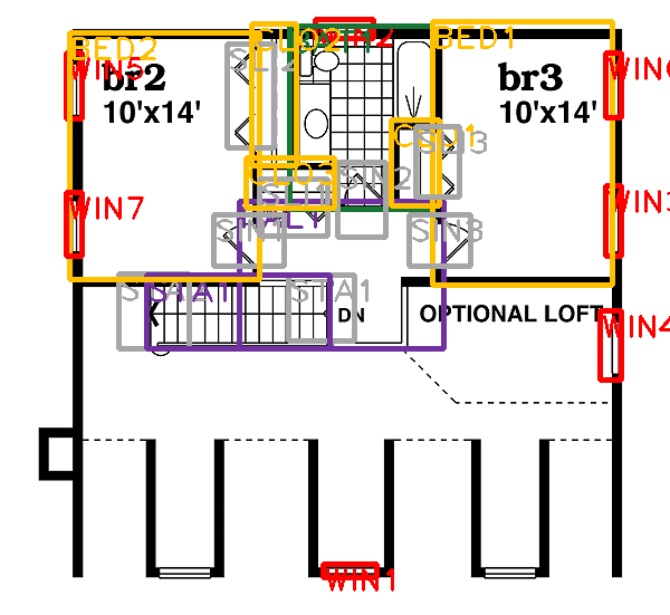 BED2
WIN5
br2
10'x14'
WIN2
BED1
WIN6
br3
10'x14'
CLO1
CLO3
SIN2
WIN7
HAL1
SIN1
SIN3
WIN3
STA1
STA1
DN
OPTIONAL LOFT
WIN4
WIN1